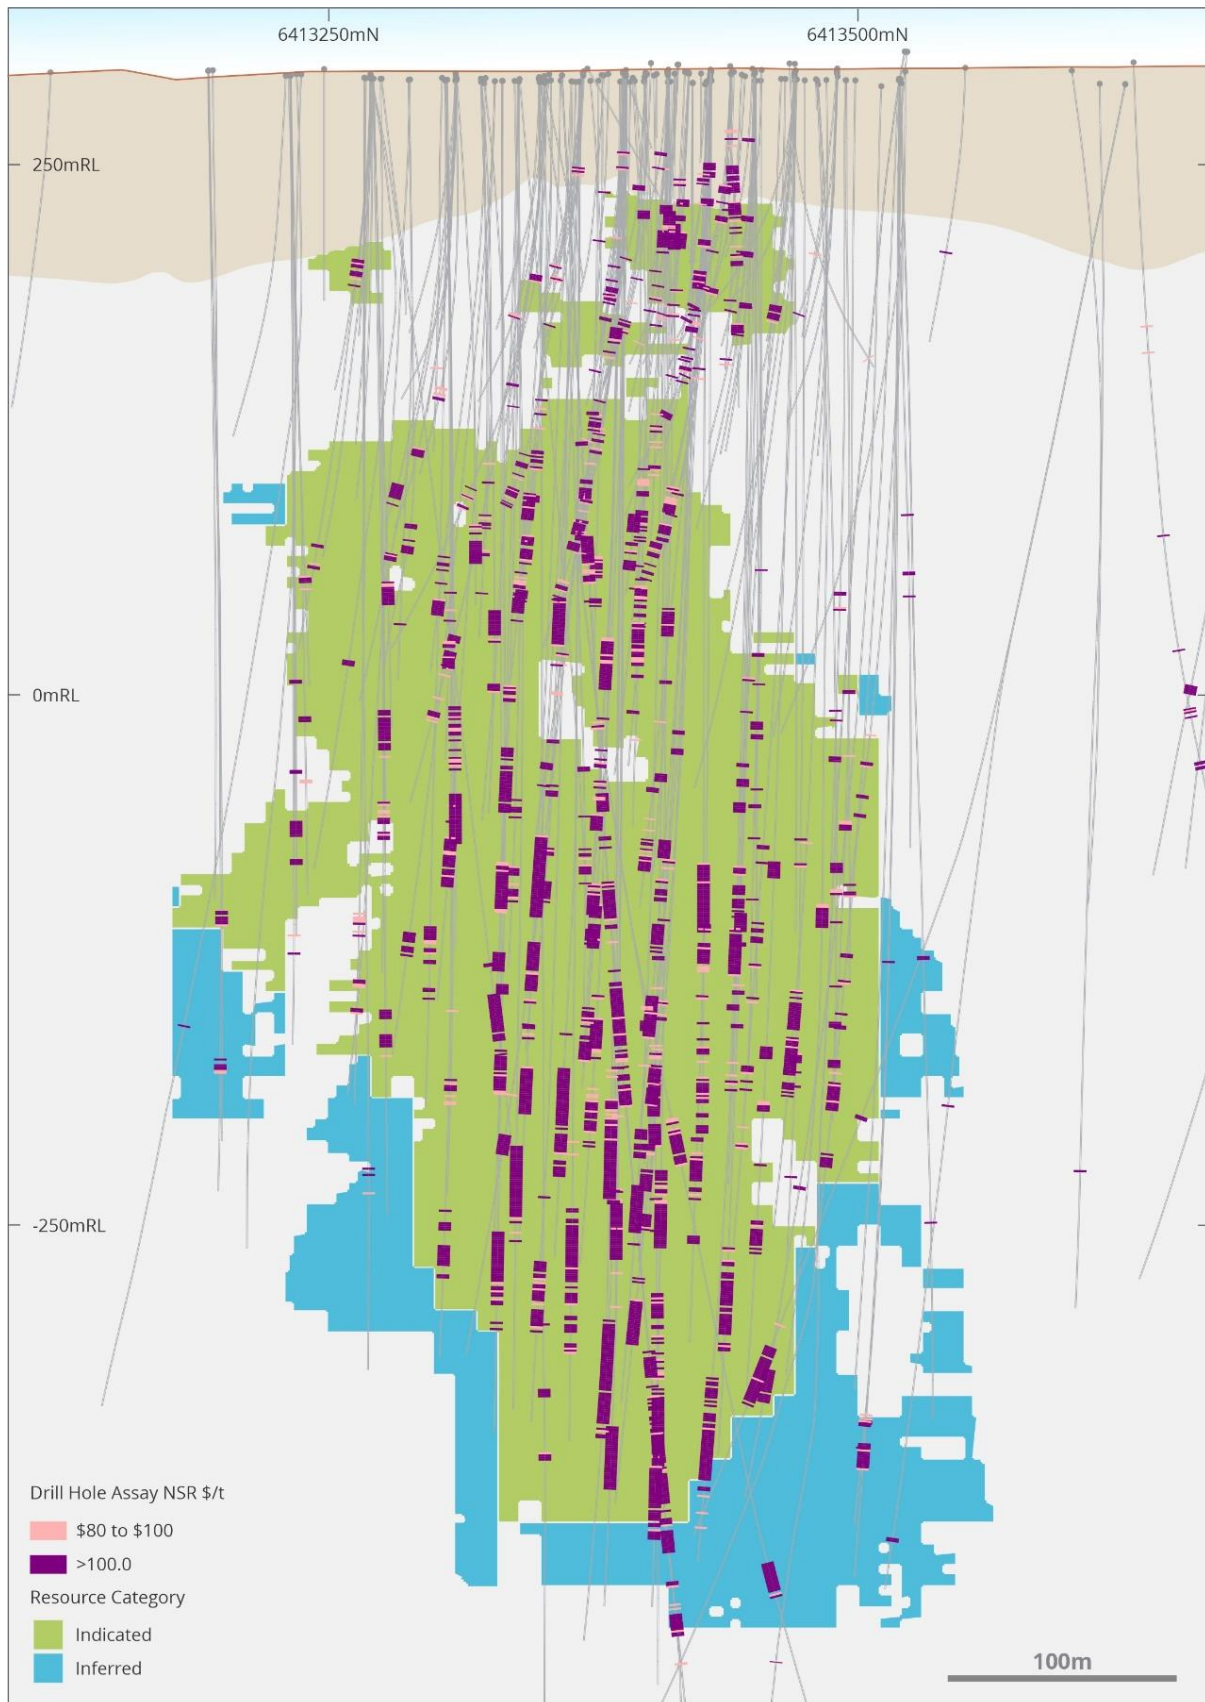 6413250mN
6413500mN
250mRL
0mRL
-250mRL
Drill Hole Assay NSR $/t
$80 to $100
>100.0
Resource Category
Indicated
Inferred
100m